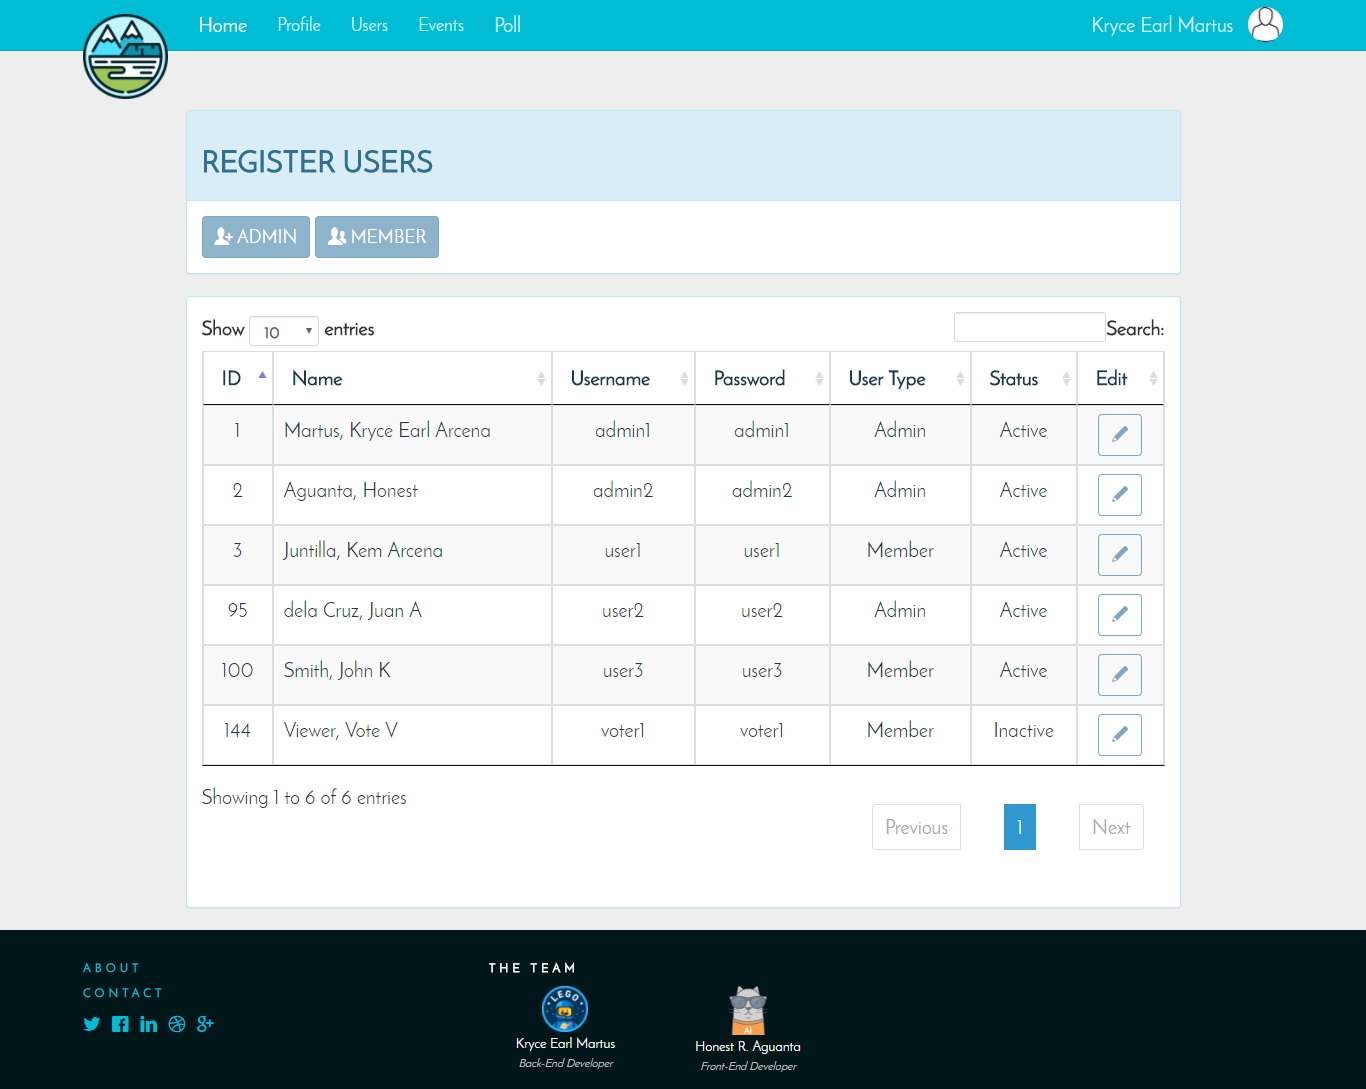 Home Profile Users Events Poll Kryce Earl Martus
REGISTER USERS
ADMIN MEMBER
Show 10 entries Search:
ID Name Username Password User Type Status Edit
1 Martus, Kryce Earl Arcena admin1 admin1 Admin Active
2 Aguanta, Honest admin2 admin2 Admin Active
3 Juntilla, Kem Arcena user1 user1 Member Active
95 dela Cruz, Juan A user2 user2 Admin Active
100 Smith, John K user3 user3 Member Active
144 Viewer, Vote V voter1 voter1 Member Inactive
Showing 1 to 6 of 6 entries
Previous 1 Next
ABOUT
CONTACT
THE TEAM
LEGO
Kryce Earl Martus
Back-End Developer
Ai
Honest R. Aguanta
Front-End Developer